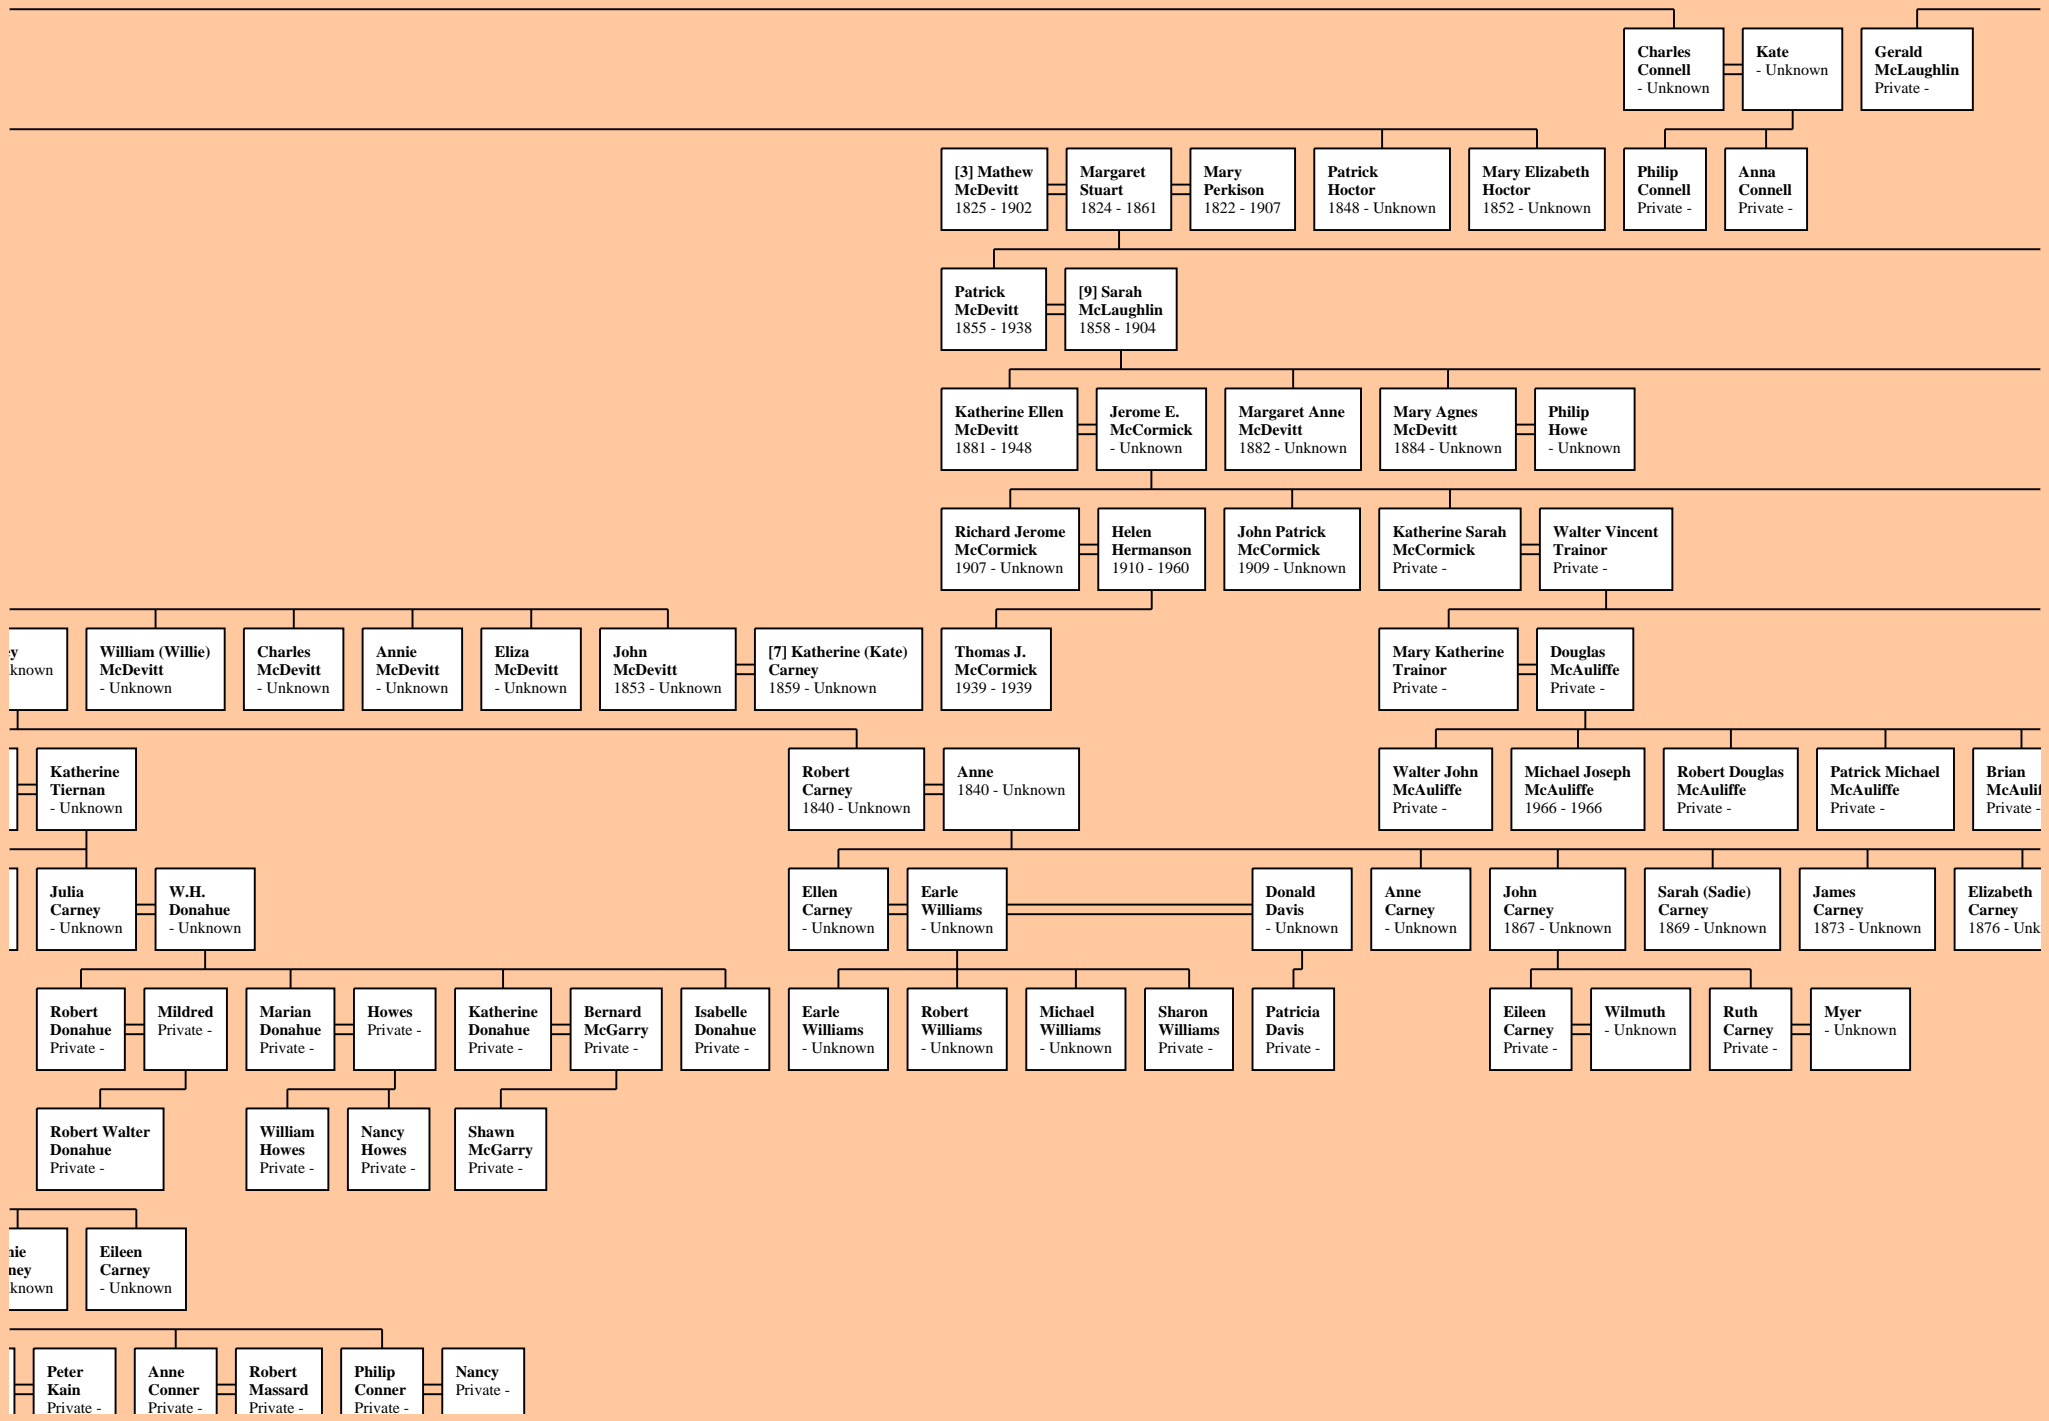 Charles
Connell
- Unknown
Kate
- Unknown
Gerald
McLaughlin
Private -
[3] Mathew
McDevitt
1825 - 1902
Margaret
Stuart
1824 - 1861
Mary
Perkison
1822 - 1907
Patrick
Hoctor
1848 - Unknown
Mary Elizabeth
Hoctor
1852 - Unknown
Philip
Connell
Private -
Anna
Connell
Private -
Patrick
McDevitt
1855 - 1938
[9] Sarah
McLaughlin
1858 - 1904
Katherine Ellen
McDevitt
1881 - 1948
Jerome E.
McCormick
- Unknown
Margaret Anne
McDevitt
1882 - Unknown
Mary Agnes
McDevitt
1884 - Unknown
Philip
Howe
- Unknown
Richard Jerome
McCormick
1907 - Unknown
Helen
Hermanson
1910 - 1960
John Patrick
McCormick
1909 - Unknown
Katherine Sarah
McCormick
Private -
Walter Vincent
Trainor
Private -
William (Willie)
McDevitt
- Unknown
Charles
McDevitt
- Unknown
Annie
McDevitt
- Unknown
Eliza
McDevitt
- Unknown
John
McDevitt
1853 - Unknown
[7] Katherine (Kate)
Carney
1859 - Unknown
Thomas J.
McCormick
1939 - 1939
Mary Katherine
Trainor
Private -
Douglas
McAuliffe
Private -
Katherine
Tiernan
- Unknown
Robert
Carney
1840 - Unknown
Anne
1840 - Unknown
Walter John
McAuliffe
Private -
Michael Joseph
McAuliffe
1966 - 1966
Robert Douglas
McAuliffe
Private -
Patrick Michael
McAuliffe
Private -
Brian
McAulif
Private -
Julia
Carney
- Unknown
W.H.
Donahue
- Unknown
Ellen
Carney
- Unknown
Earle
Williams
- Unknown
Donald
Davis
- Unknown
Anne
Carney
- Unknown
John
Carney
1867 - Unknown
Sarah (Sadie)
Carney
1869 - Unknown
James
Carney
1873 - Unknown
Elizabeth
Carney
1876 - Unk
Robert
Donahue
Private -
Mildred
Private -
Marian
Donahue
Private -
Howes
Private -
Katherine
Donahue
Private -
Bernard
McGarry
Private -
Isabelle
Donahue
Private -
Earle
Williams
- Unknown
Robert
Williams
- Unknown
Michael
Williams
- Unknown
Sharon
Williams
Private -
Patricia
Davis
Private -
Eileen
Carney
Private -
Wilmuth
- Unknown
Ruth
Carney
Private -
Myer
- Unknown
Robert Walter
Donahue
Private -
William
Howes
Private -
Nancy
Howes
Private -
Shawn
McGarry
Private -
Eileen
Carney
- Unknown
Peter
Kain
Private -
Anne
Conner
Private -
Robert
Massard
Private -
Philip
Conner
Private -
Nancy
Private -